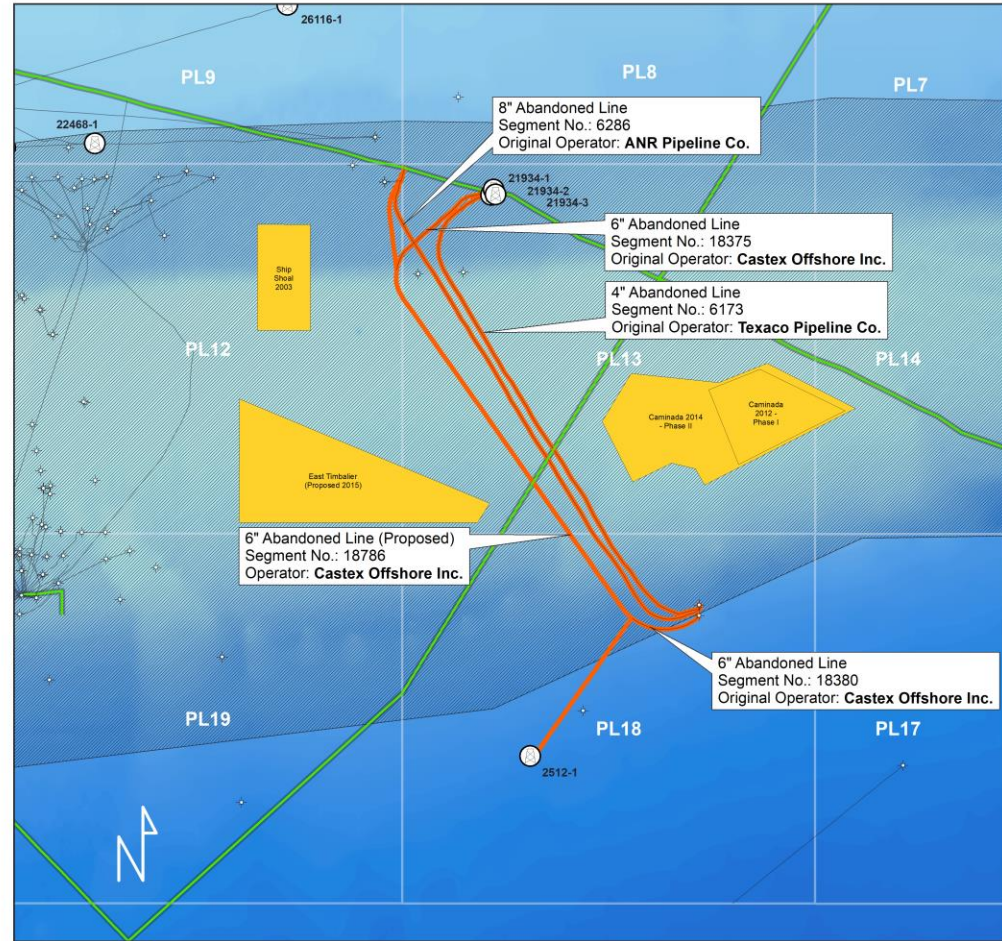 26116-1
PL9
PL8
PL7
8" Abandoned Line
Segment No.: 6286
Original Operator: ANR Pipeline Co.
22468-1
21934-1
21934-2
21934-3
6" Abandoned Line
Segment No.: 18375
Original Operator: Castex Offshore Inc.
Ship
Shoal
2003
4" Abandoned Line
Segment No.: 6173
Original Operator: Texaco Pipeline Co.
PL12
PL13
PL14
Caminada 2014
- Phase II
Caminada
2012 -
Phase I
East Timbalier
(Proposed 2015)
6" Abandoned Line (Proposed)
Segment No.: 18786
Operator: Castex Offshore Inc.
6" Abandoned Line
Segment No.: 18380
Original Operator: Castex Offshore Inc.
PL19
PL18
PL17
2512-1
N